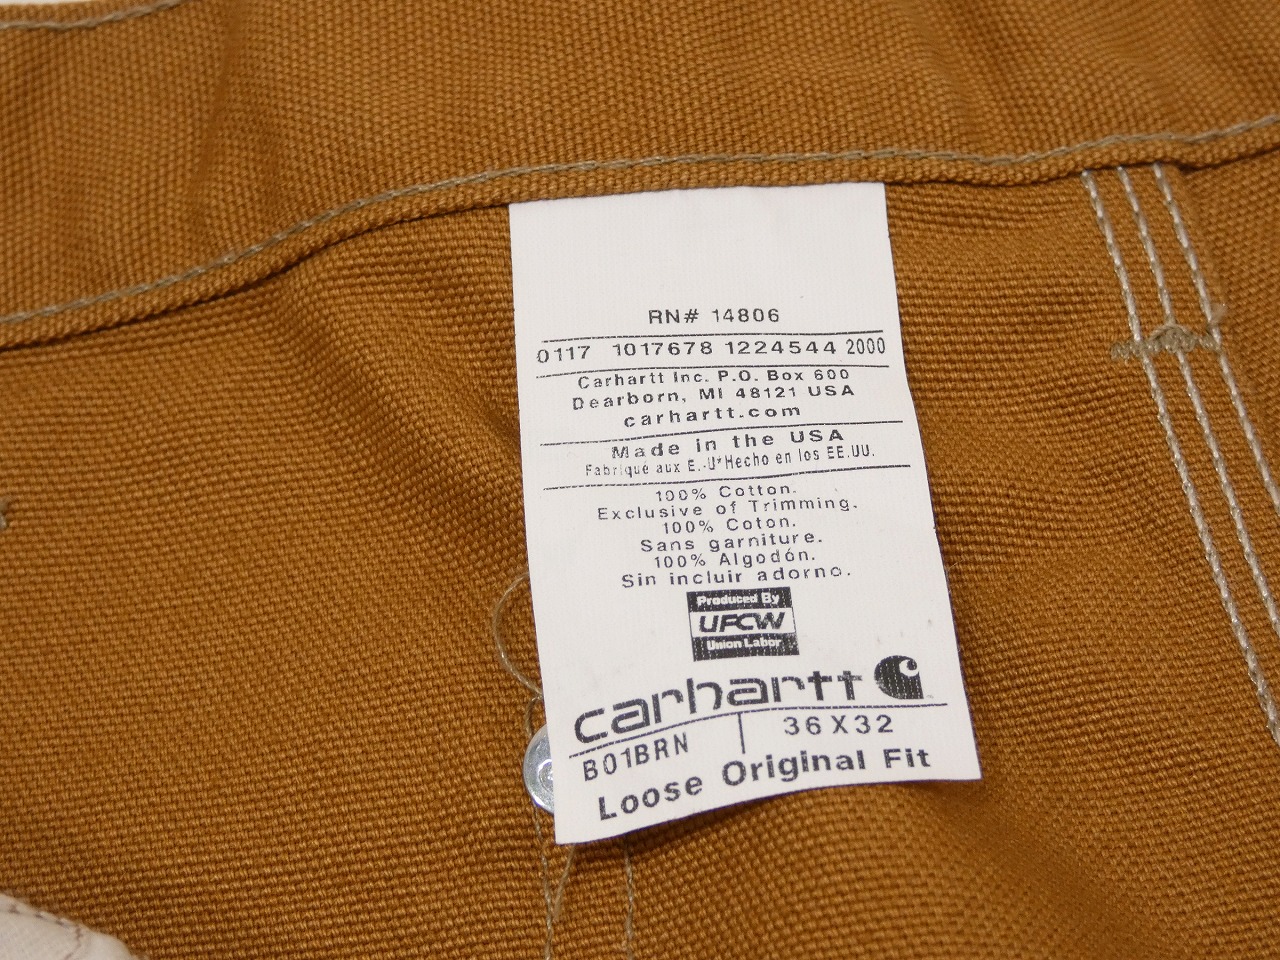 RN# 14806
0117 1017678 1224544 2000
Carhartt Inc. P.O. Box 600
Dearborn, MI 48121 USA
carhartt.com
Made in the USA
Fabriqué aux E.-U*Hecho en los EE.UU.
100% Cotton.
Exclusive of Trimming.
100% Coton.
Sans garniture.
100% Algodón.
Sin incluir adorno.
Produced By
UFCW
Union Labor
carhartt
B01BRN 36X32
Loose Original Fit